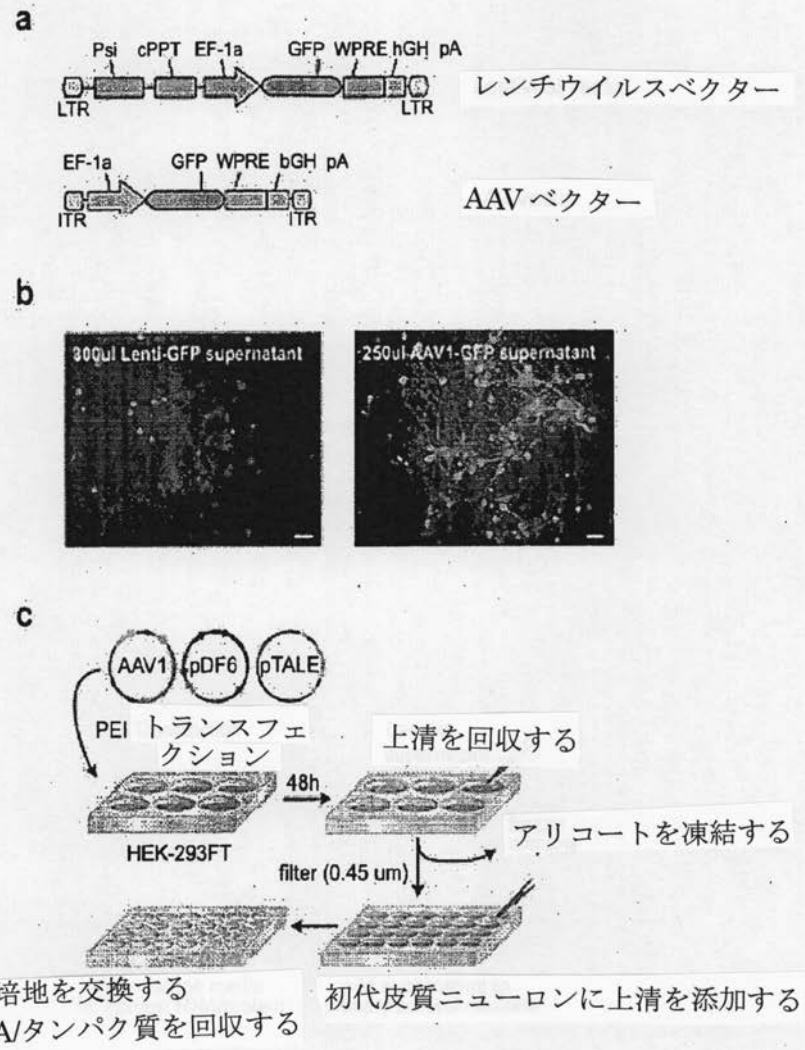 a
Psi cPPT EF-1a GFP WPRE hGH pA
LTR LTR
レンチウイルスベクター
EF-1a GFP WPRE bGH pA
ITR ITR
AAV ベクター
b
300ul Lenti-GFP supernatant
250ul AAV1-GFP supernatant
c
AAV1 pDF6 pTALE
PEI トランスフェ
クション
上清を回収する
48h
HEK-293FT
アリコートを凍結する
filter (0.45 um)
培地を交換する
A/タンパク質を回収する
初代皮質ニューロンに上清を添加する